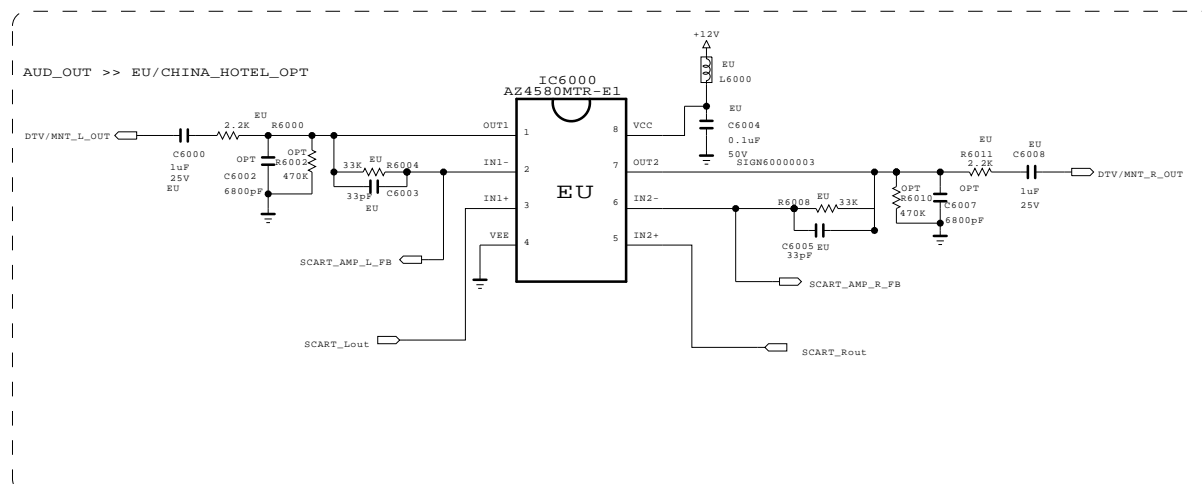 +12V
EU
L6000
AUD_OUT >> EU/CHINA_HOTEL_OPT
IC6000
AZ4580MTR-E1
EU
C6004
0.1uF
50V
DTV/MNT_L_OUT
C6000
1uF
25V
EU
EU
2.2K
R6000
OPT
C6002
6800pF
OPT
R6002
470K
33K
EU
R6004
33pF
C6003
EU
OUT1
1
IN1-
2
IN1+
3
VEE
4
EU
8
VCC
7
OUT2
6
IN2-
5
IN2+
SIGN60000003
R6008
EU
33K
C6005
EU
33pF
OPT
R6010
470K
OPT
C6007
6800pF
EU
R6011
2.2K
EU
C6008
1uF
25V
DTV/MNT_R_OUT
SCART_AMP_L_FB
SCART_AMP_R_FB
SCART_Lout
SCART_Rout